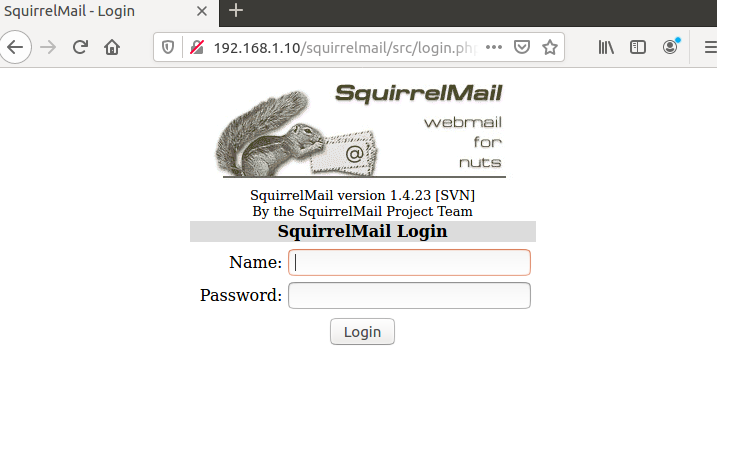 SquirrelMail - Login
192.168.1.10/squirrelmail/src/login.php
SquirrelMail
webmail
for
nuts
@
SquirrelMail version 1.4.23 [SVN]
By the SquirrelMail Project Team
SquirrelMail Login
Name:
Password:
Login